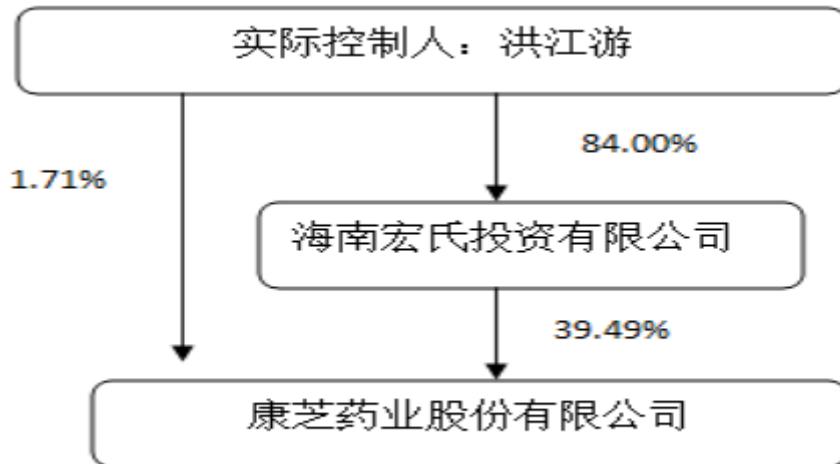 实际控制人：洪江游
84.00%
1.71%
海南宏氏投资有限公司
39.49%
康芝药业股份有限公司